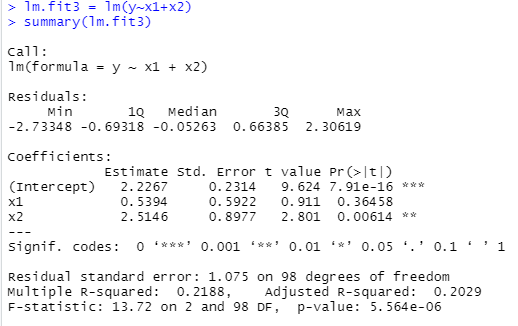 > lm.fit3 = lm(y~x1+x2)
> summary(lm.fit3)
Call:
lm(formula = y ~ x1 + x2)
Residuals:
     Min       1Q   Median       3Q      Max
-2.73348 -0.69318 -0.05263  0.66385  2.30619
Coefficients:
            Estimate Std. Error t value Pr(>|t|)
(Intercept)   2.2267     0.2314   9.624 7.91e-16 ***
x1            0.5394     0.5922   0.911  0.36458
x2            2.5146     0.8977   2.801  0.00614 **
---
Signif. codes:  0 ‘***’ 0.001 ‘**’ 0.01 ‘*’ 0.05 ‘.’ 0.1 ‘ ’ 1
Residual standard error: 1.075 on 98 degrees of freedom
Multiple R-squared:  0.2188,    Adjusted R-squared:  0.2029
F-statistic: 13.72 on 2 and 98 DF,  p-value: 5.564e-06